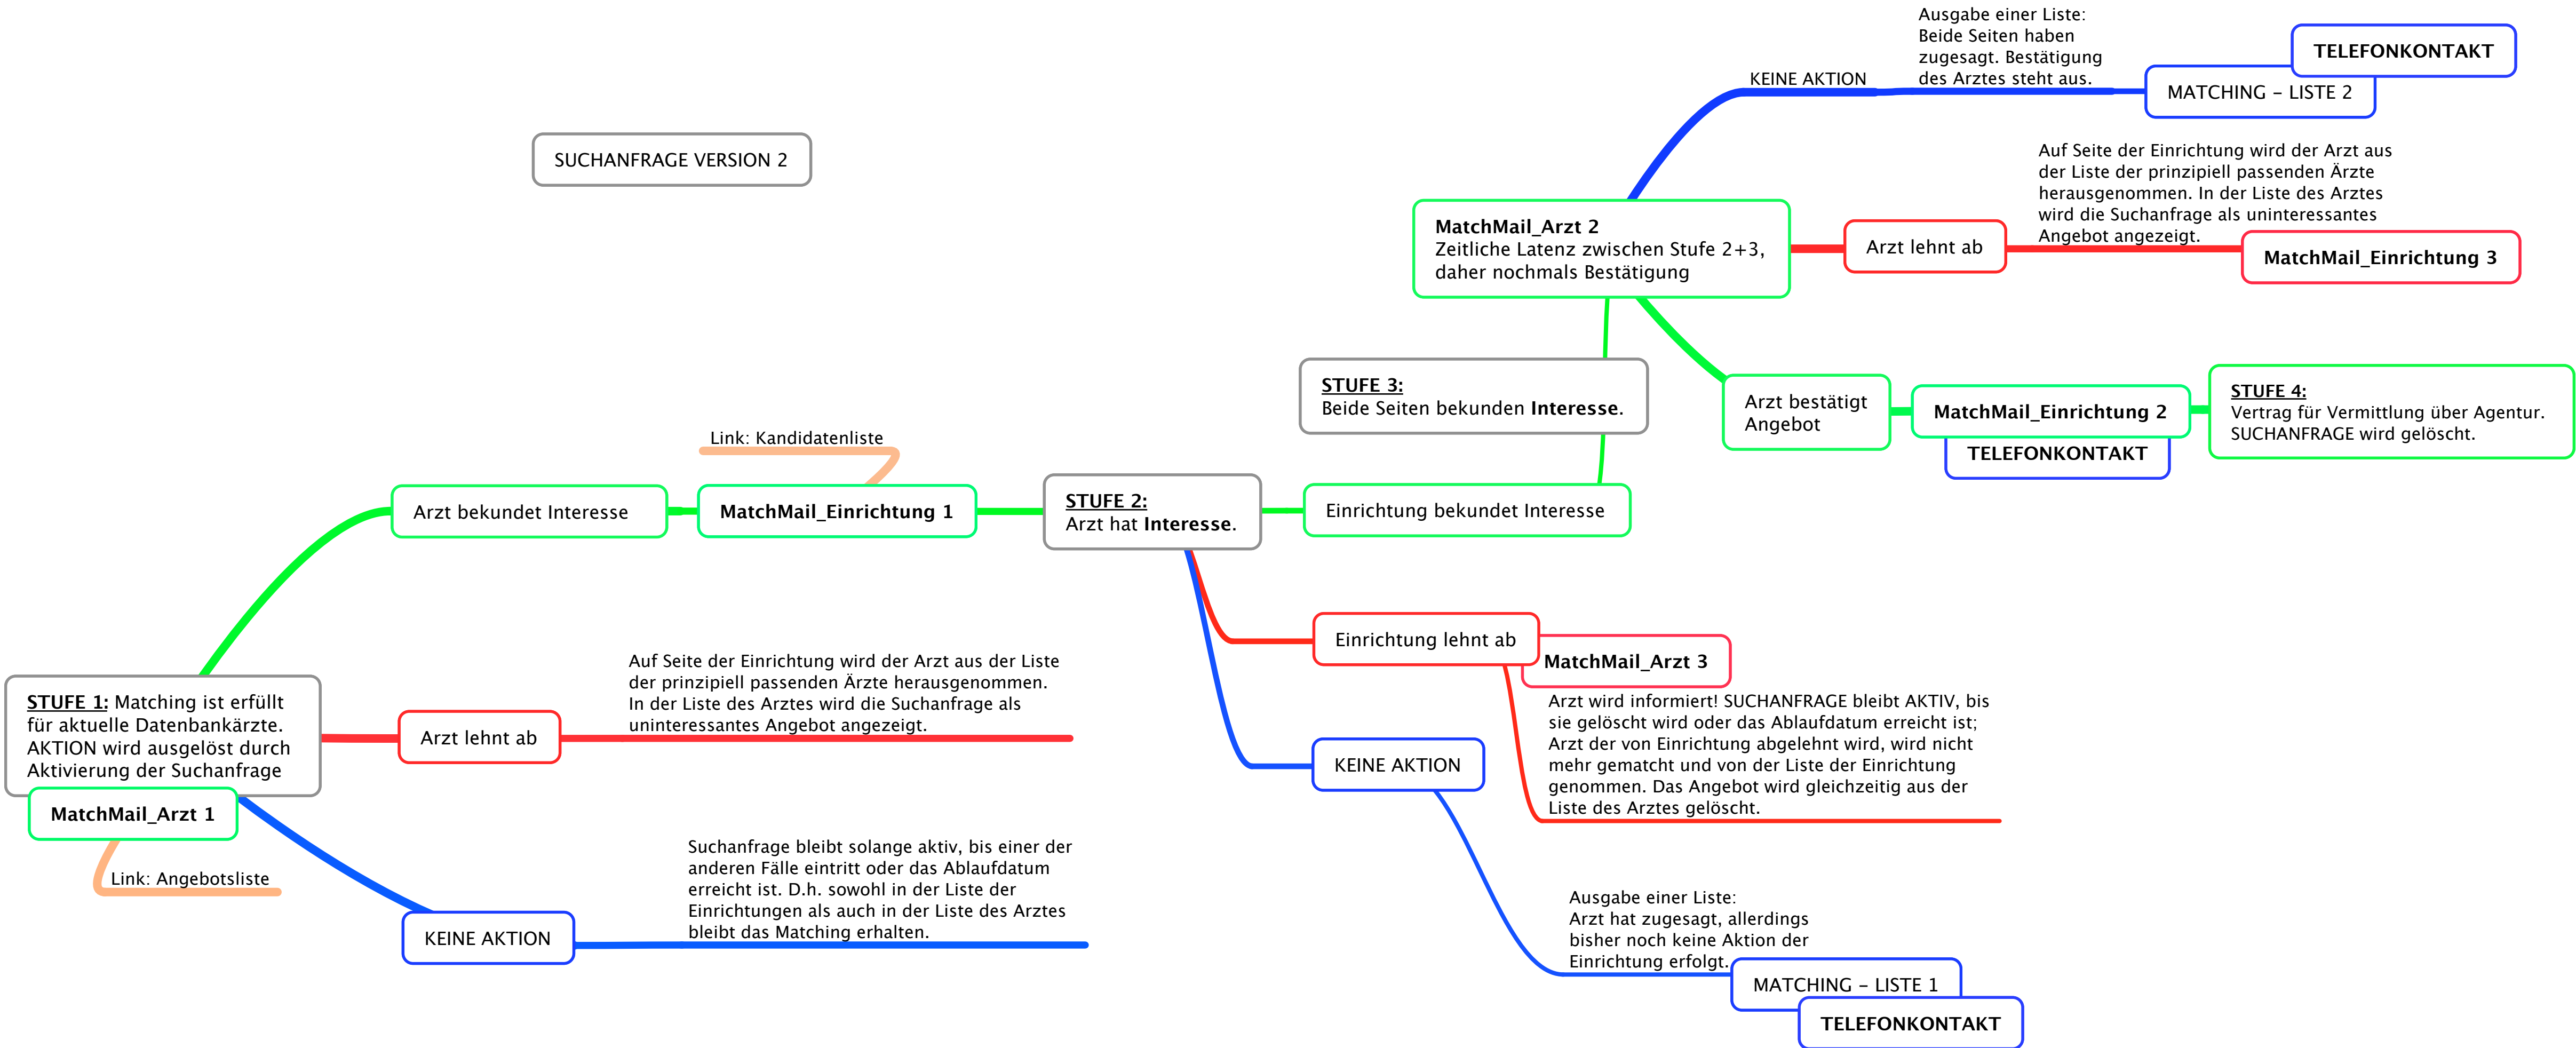 SUCHANFRAGE VERSION 2
STUFE 1: Matching ist erfüllt
für aktuelle Datenbankärzte.
AKTION wird ausgelöst durch
Aktivierung der Suchanfrage
MatchMail_Arzt 1
Link: Angebotsliste
Arzt bekundet Interesse
Link: Kandidatenliste
MatchMail_Einrichtung 1
Arzt lehnt ab
Auf Seite der Einrichtung wird der Arzt aus der Liste
der prinzipiell passenden Ärzte herausgenommen.
In der Liste des Arztes wird die Suchanfrage als
uninteressantes Angebot angezeigt.
KEINE AKTION
Suchanfrage bleibt solange aktiv, bis einer der
anderen Fälle eintritt oder das Ablaufdatum
erreicht ist. D.h. sowohl in der Liste der
Einrichtungen als auch in der Liste des Arztes
bleibt das Matching erhalten.
STUFE 2:
Arzt hat Interesse.
Einrichtung bekundet Interesse
STUFE 3:
Beide Seiten bekunden Interesse.
MatchMail_Arzt 2
Zeitliche Latenz zwischen Stufe 2+3,
daher nochmals Bestätigung
KEINE AKTION
Ausgabe einer Liste:
Beide Seiten haben
zugesagt. Bestätigung
des Arztes steht aus.
MATCHING – LISTE 2
TELEFONKONTAKT
Arzt lehnt ab
Auf Seite der Einrichtung wird der Arzt aus
der Liste der prinzipiell passenden Ärzte
herausgenommen. In der Liste des Arztes
wird die Suchanfrage als uninteressantes
Angebot angezeigt.
MatchMail_Einrichtung 3
Arzt bestätigt
Angebot
MatchMail_Einrichtung 2
TELEFONKONTAKT
STUFE 4:
Vertrag für Vermittlung über Agentur.
SUCHANFRAGE wird gelöscht.
Einrichtung lehnt ab
MatchMail_Arzt 3
Arzt wird informiert! SUCHANFRAGE bleibt AKTIV, bis
sie gelöscht wird oder das Ablaufdatum erreicht ist;
Arzt der von Einrichtung abgelehnt wird, wird nicht
mehr gematcht und von der Liste der Einrichtung
genommen. Das Angebot wird gleichzeitig aus der
Liste des Arztes gelöscht.
KEINE AKTION
Ausgabe einer Liste:
Arzt hat zugesagt, allerdings
bisher noch keine Aktion der
Einrichtung erfolgt.
MATCHING – LISTE 1
TELEFONKONTAKT